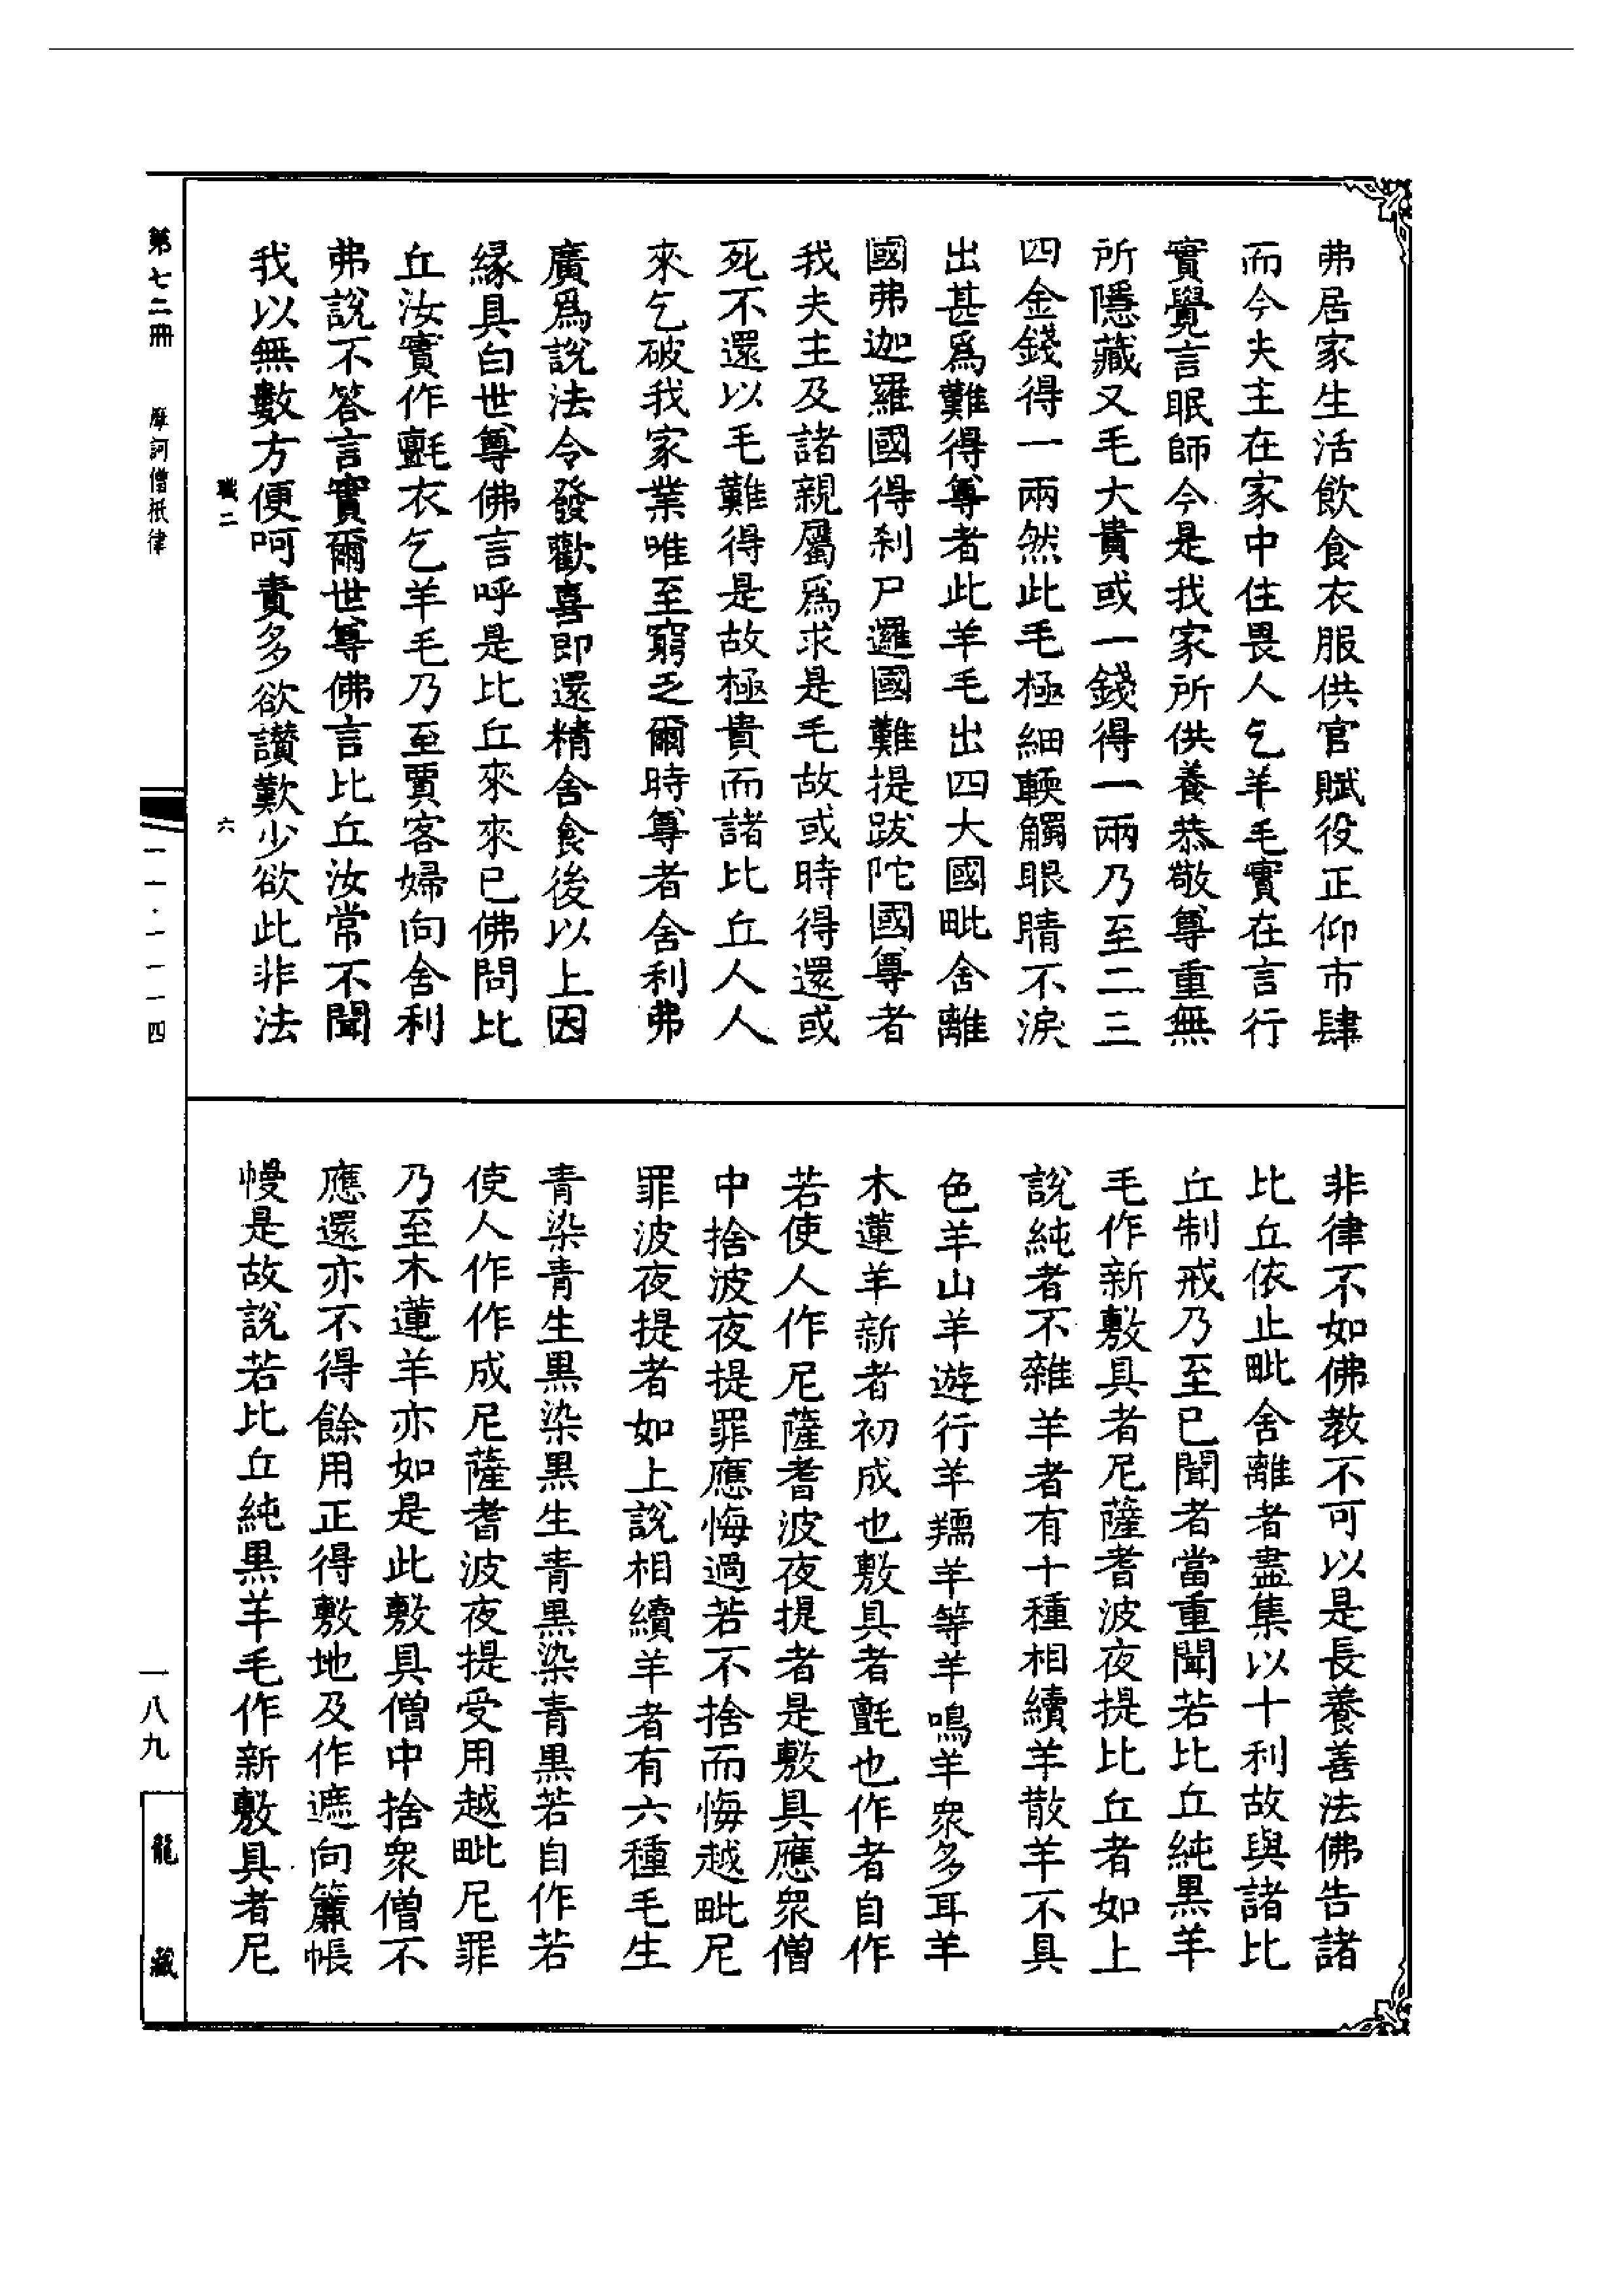 弗居家生活飲食衣服供官賦役正仰市肆
而今夫主在家中住畏人乞羊毛實在言行
實覺言眠師今是我家所供養恭敬尊重無
所隱藏又毛大貴或一錢得一兩乃至二三
四金錢得一兩然此毛極細軟觸眼睛不淚
出甚爲難得尊者此羊毛出四大國毗舍離
國弗迦羅國得刹尸邏國難提跋陀國尊者
我夫主及諸親屬爲求是毛故或時得還或
死不還以毛難得是故極貴而諸比丘人人
來乞破我家業唯至窮乏爾時尊者舍利弗
廣爲說法令發歡喜即還精舍食後以上因
緣具白世尊佛言呼是比丘來來已佛問比
丘汝實作氈衣乞羊毛乃至賈客婦向舍利
弗說不答言實爾世尊佛言比丘汝常不聞
我以無數方便呵責多欲讃歎少欲此非法
職二 六
非律不如佛教不可以是長養善法佛告諸
比丘依止毗舍離者盡集以十利故與諸比
丘制戒乃至已聞者當重聞若比丘純黑羊
毛作新敷具者尼薩耆波夜提比丘者如上
說純者不雜羊者有十種相續羊散羊不具
色羊山羊遊行羊羺羊等羊鳴羊衆多耳羊
木蓮羊新者初成也敷具者氈也作者自作
若使人作尼薩耆波夜提者是敷具應衆僧
中捨波夜提罪應悔過若不捨而悔越毗尼
罪波夜提者如上說相續羊者有六種毛生
青染青生黑染黑生青黑染青黑若自作若
使人作作成尼薩耆波夜提受用越毗尼罪
乃至木蓮羊亦如是此敷具僧中捨衆僧不
應還亦不得餘用正得敷地及作遮向簾帳
幔是故說若比丘純黑羊毛作新敷具者尼
第七二冊 摩訶僧祇律 一一一·一一一四 一八九 龍藏